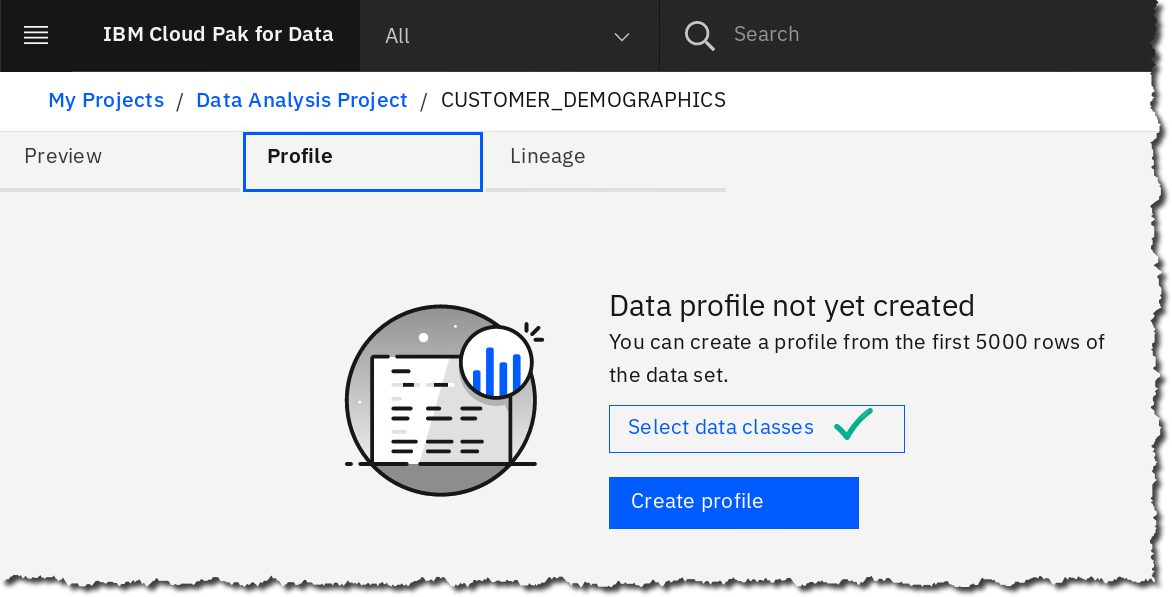 IBM Cloud Pak for Data All Search
My Projects / Data Analysis Project / CUSTOMER_DEMOGRAPHICS
Preview Profile Lineage
Data profile not yet created
You can create a profile from the first 5000 rows of
the data set.
Select data classes
Create profile